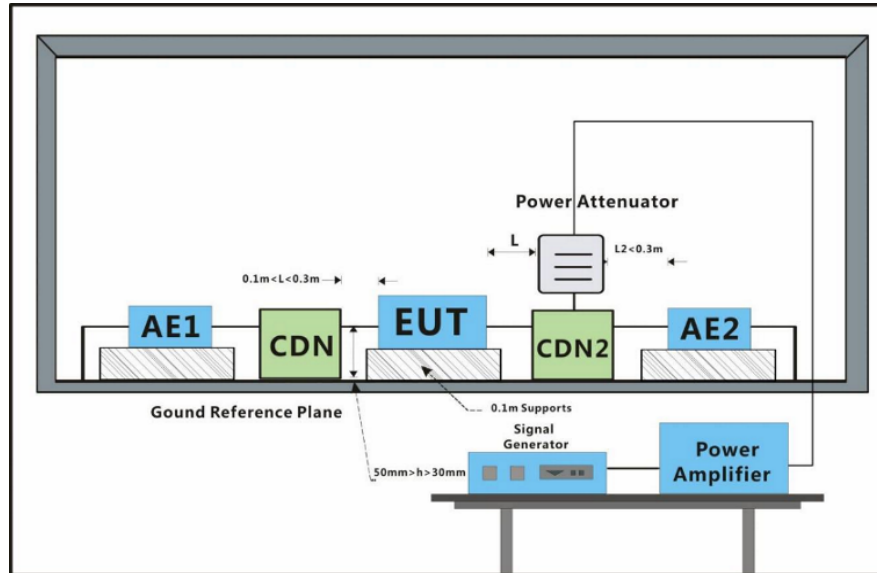 Power Attenuator
L
L2<0.3m
0.1m<L<0.3m
AE1
CDN
EUT
CDN2
AE2
Gound Reference Plane
0.1m Supports
Signal
Generator
50mm>h>30mm
Power
Amplifier